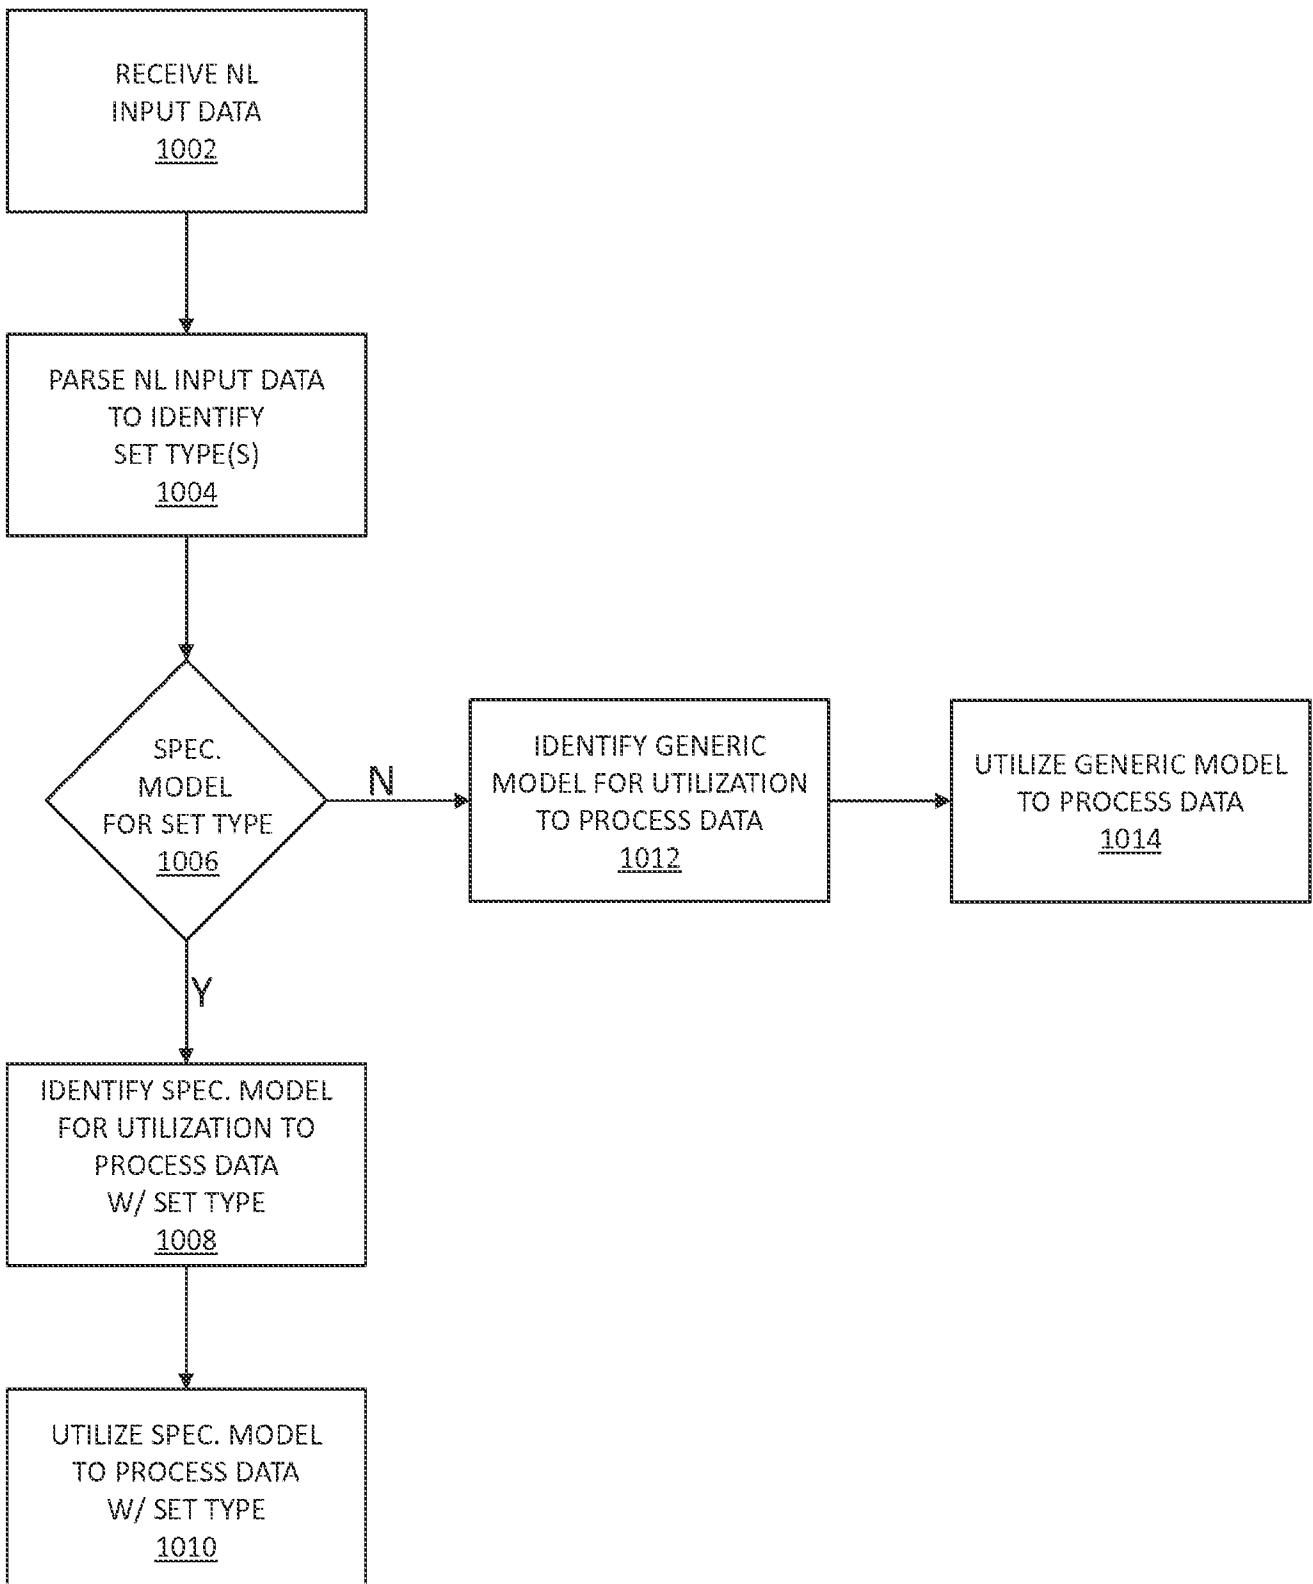 RECEIVE NL
INPUT DATA
1002
PARSE NL INPUT DATA
TO IDENTIFY
SET TYPE(S)
1004
SPEC.
MODEL
FOR SET TYPE
1006
N
IDENTIFY GENERIC
MODEL FOR UTILIZATION
TO PROCESS DATA
1012
UTILIZE GENERIC MODEL
TO PROCESS DATA
1014
Y
IDENTIFY SPEC. MODEL
FOR UTILIZATION TO
PROCESS DATA
W/ SET TYPE
1008
UTILIZE SPEC. MODEL
TO PROCESS DATA
W/ SET TYPE
1010